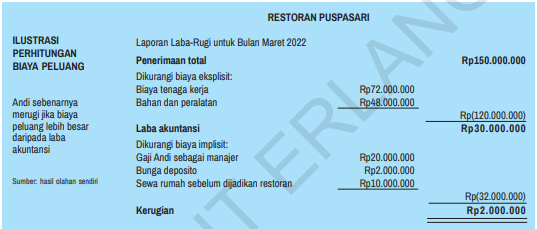 RESTORAN PUSPASARI
ILUSTRASI
PERHITUNGAN
BIAYA PELUANG
Andi sebenarnya
merugi jika biaya
peluang lebih besar
daripada laba
akuntansi
Sumber: hasil olahan sendiri
Laporan Laba-Rugi untuk Bulan Maret 2022
Penerimaan total Rp150.000.000
Dikurangi biaya eksplisit:
Biaya tenaga kerja Rp72.000.000
Bahan dan peralatan Rp48.000.000
Rp(120.000.000)
Laba akuntansi Rp30.000.000
Dikurangi biaya implisit:
Gaji Andi sebagai manajer Rp20.000.000
Bunga deposito Rp2.000.000
Sewa rumah sebelum dijadikan restoran Rp10.000.000
Rp(32.000.000)
Kerugian Rp2.000.000
IT ERLANG